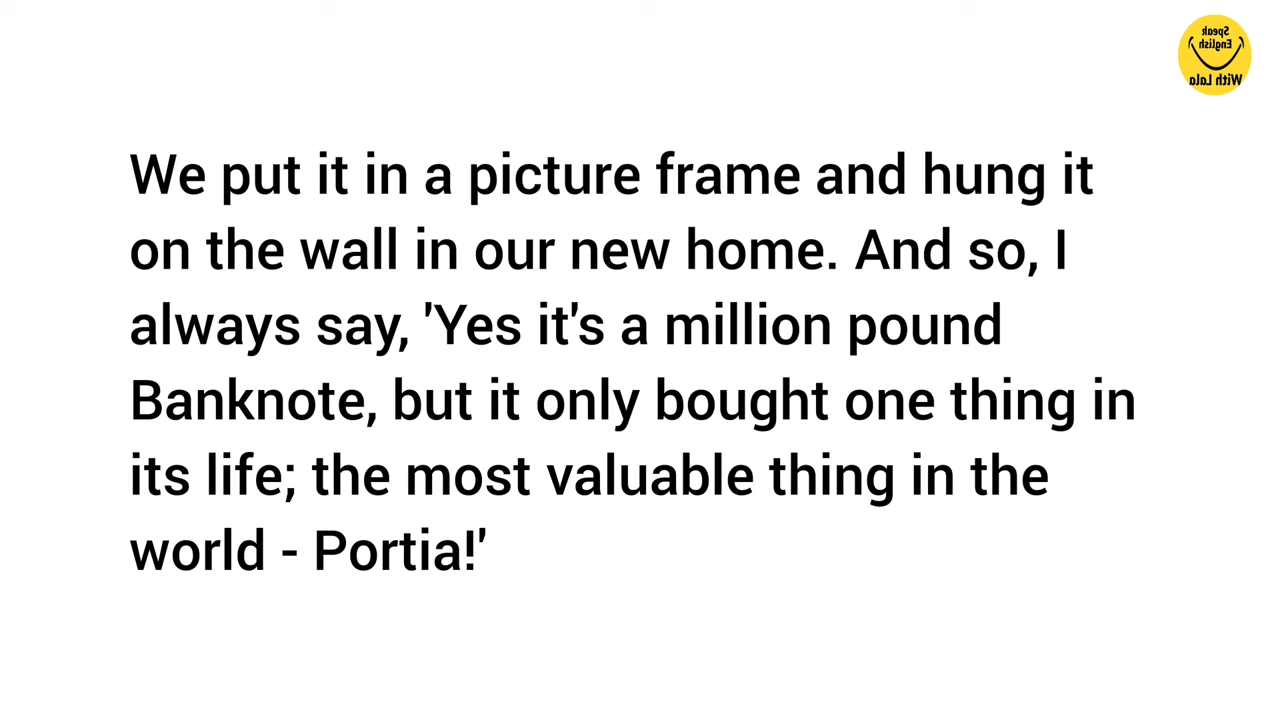 Speak
English
With Lala
We put it in a picture frame and hung it
on the wall in our new home. And so, I
always say, 'Yes it's a million pound
Banknote, but it only bought one thing in
its life; the most valuable thing in the
world - Portia!'